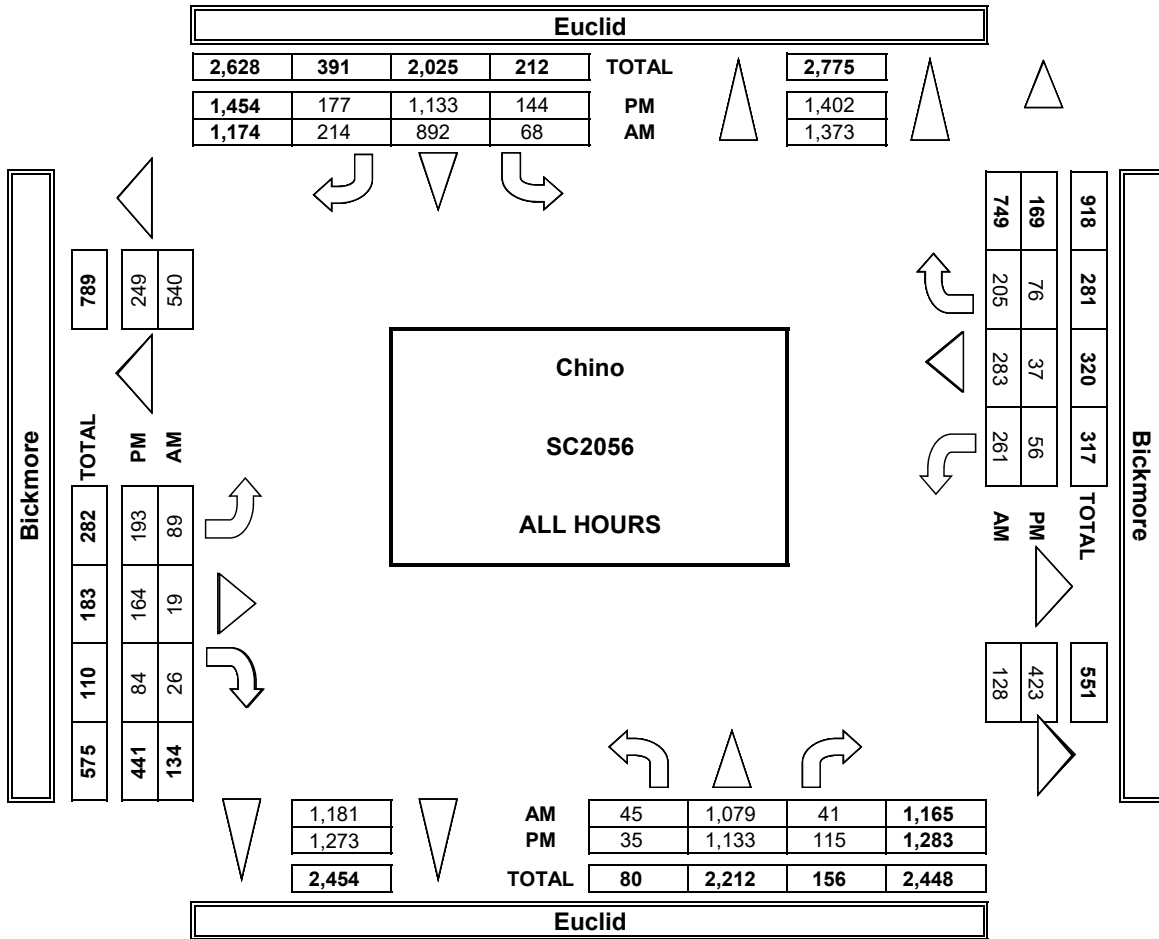 Euclid
2,628 391 2,025 212 TOTAL 2,775
1,454 177 1,133 144 PM 1,402
1,174 214 892 68 AM 1,373
Bickmore
789
249
540
TOTAL
PM
AM
282 183 110 575
193 164 84 441
89 19 26 134
Chino
SC2056
ALL HOURS
918 281 320 317 TOTAL 551
169 76 37 56 PM 423
749 205 283 261 AM 128
Bickmore
1,181 AM 45 1,079 41 1,165
1,273 PM 35 1,133 115 1,283
2,454 TOTAL 80 2,212 156 2,448
Euclid